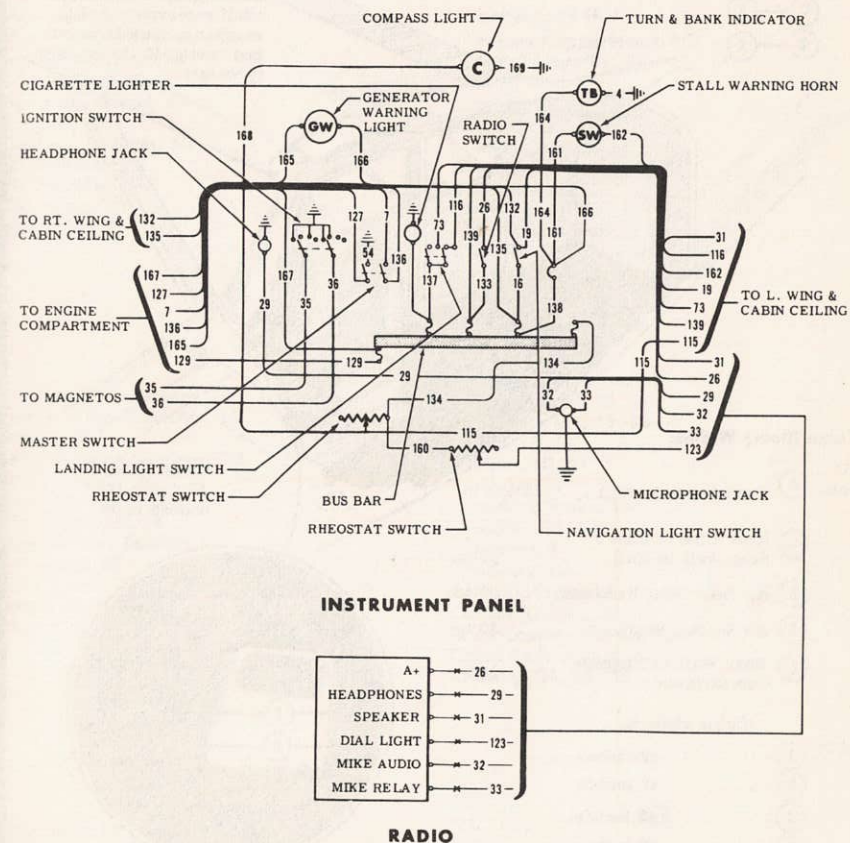 COMPASS LIGHT
TURN & BANK INDICATOR
C
169
CIGARETTE LIGHTER
GENERATOR
WARNING
LIGHT
TB
4
STALL WARNING HORN
IGNITION SWITCH
GW
RADIO
SWITCH
164
SW
162
168
HEADPHONE JACK
165
166
161
TO RT. WING &
CABIN CEILING
132
135
127
7
73
116
26
132
164
19
161
166
54
136
139
135
31
116
162
19
73
139
115
TO L. WING &
CABIN CEILING
167
127
7
136
165
129
TO ENGINE
COMPARTMENT
167
29
35
36
137
133
16
138
129
29
134
134
115
31
26
29
32
33
123
TO MAGNETOS
35
36
32
33
115
160
MASTER SWITCH
LANDING LIGHT SWITCH
RHEOSTAT SWITCH
BUS BAR
MICROPHONE JACK
RHEOSTAT SWITCH
NAVIGATION LIGHT SWITCH
INSTRUMENT PANEL
A+ 26
HEADPHONES 29
SPEAKER 31
DIAL LIGHT 123
MIKE AUDIO 32
MIKE RELAY 33
RADIO